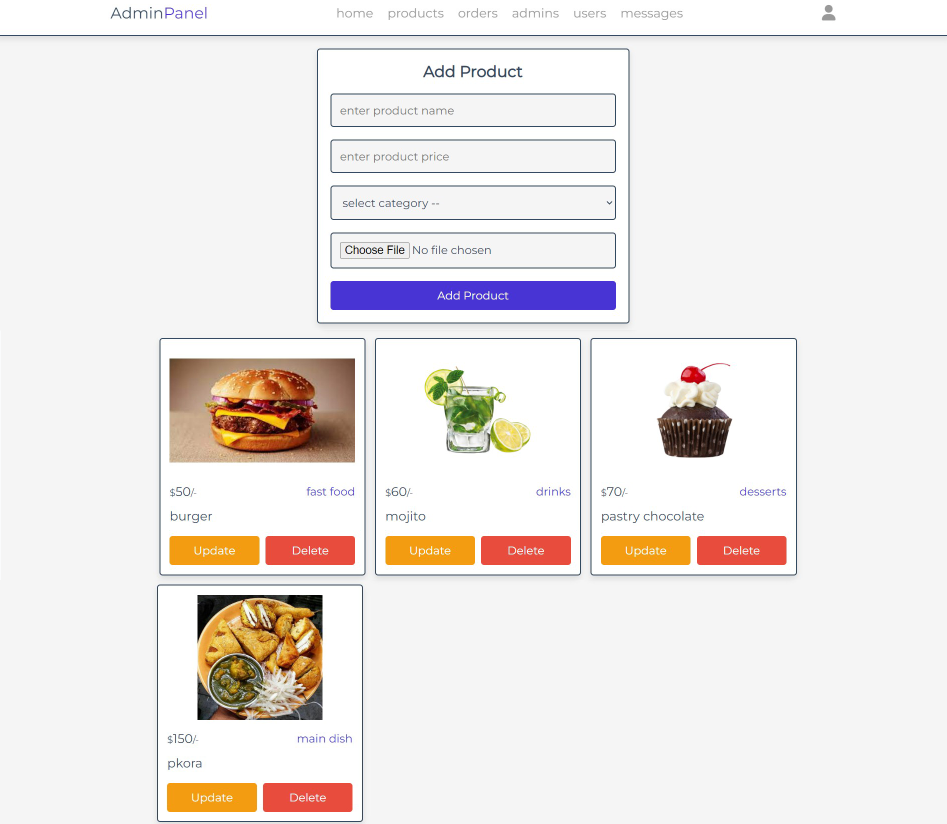 AdminPanel home products orders admins users messages
Add Product
enter product name
enter product price
select category --
Choose File No file chosen
Add Product
$50/- fast food
burger
Update Delete
$60/- drinks
mojito
Update Delete
$70/- desserts
pastry chocolate
Update Delete
$150/- main dish
pkora
Update Delete